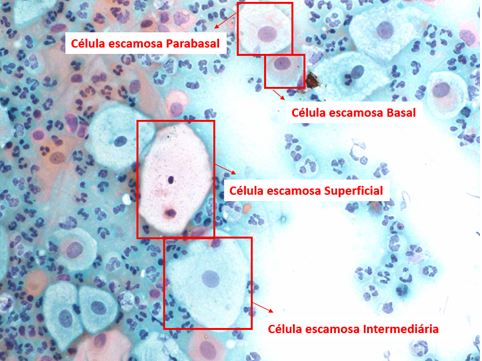 Célula escamosa Parabasal
Célula escamosa Basal
Célula escamosa Superficial
Célula escamosa Intermediária